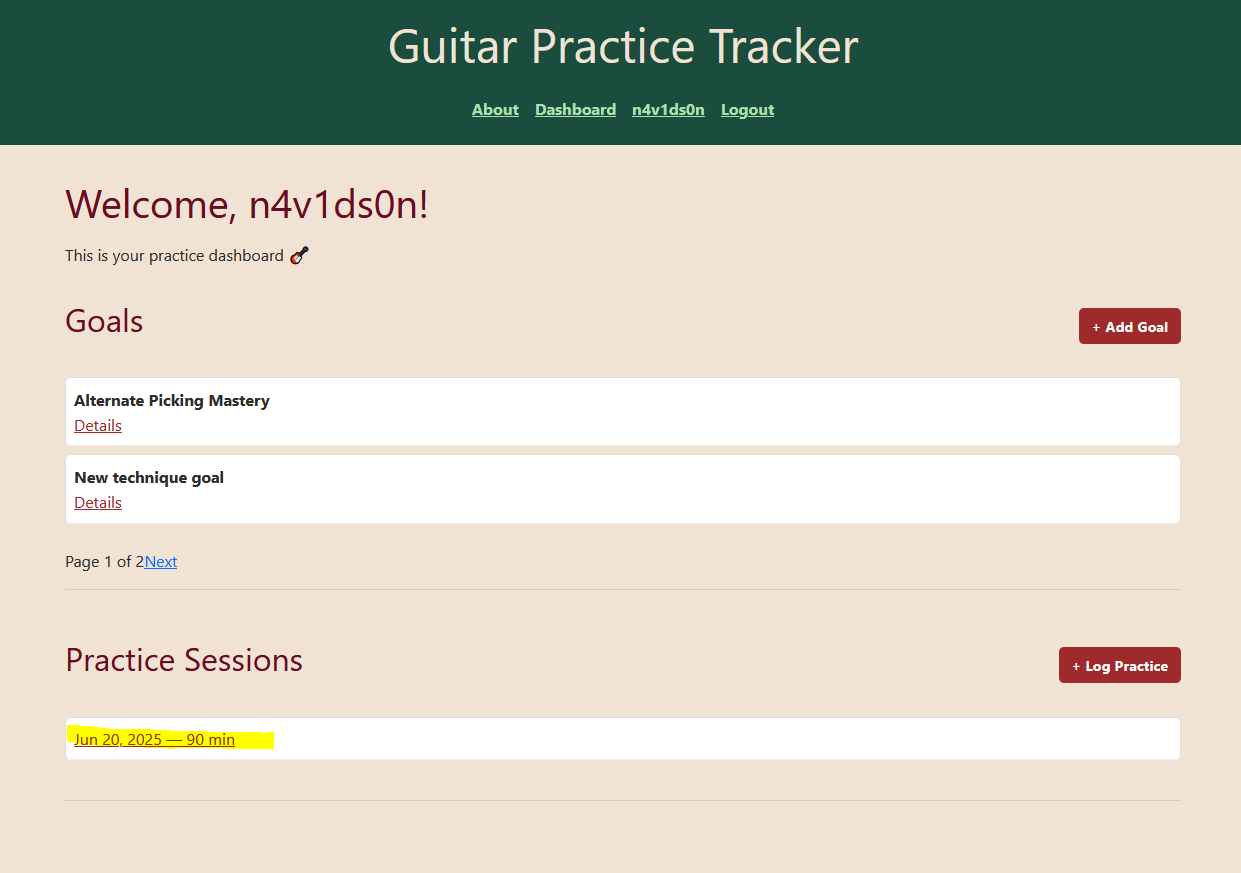 Guitar Practice Tracker
About Dashboard n4v1ds0n Logout
Welcome, n4v1ds0n!
This is your practice dashboard 🎸
Goals
+ Add Goal
Alternate Picking Mastery
Details
New technique goal
Details
Page 1 of 2Next
Practice Sessions
+ Log Practice
Jun 20, 2025 — 90 min